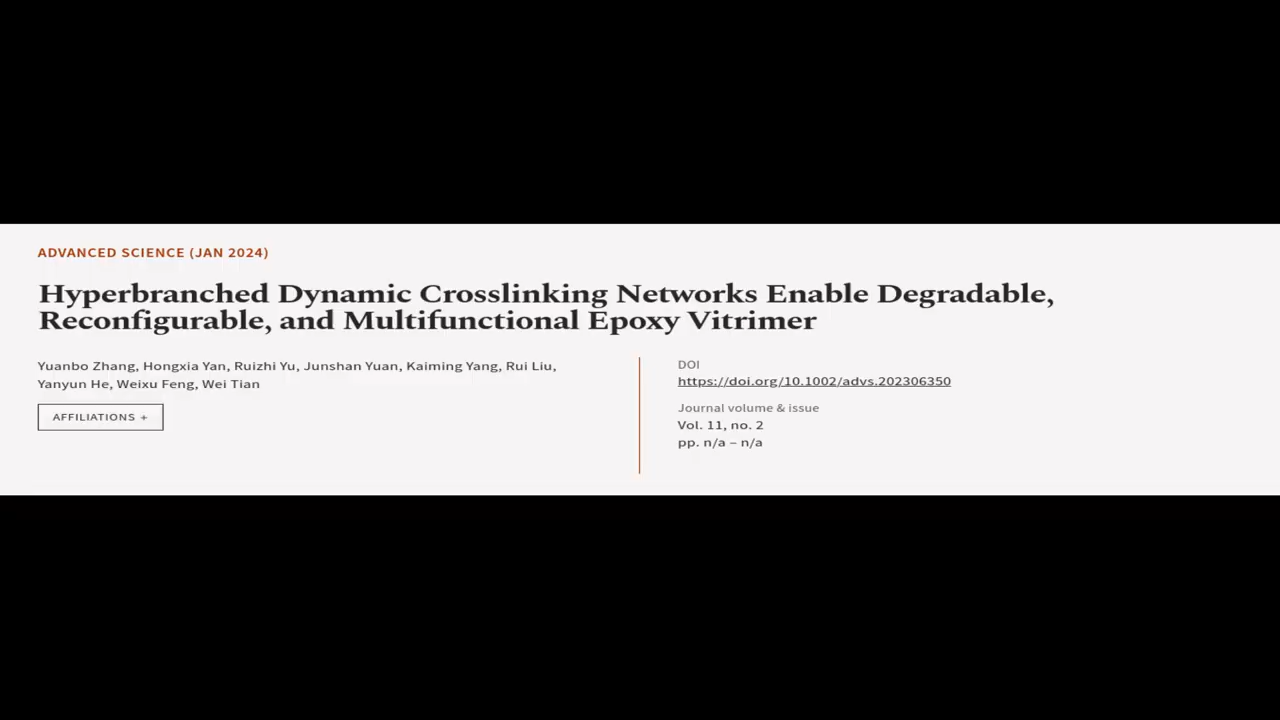 ADVANCED SCIENCE (JAN 2024)
Hyperbranched Dynamic Crosslinking Networks Enable Degradable,
Reconfigurable, and Multifunctional Epoxy Vitrimer
Yuanbo Zhang, Hongxia Yan, Ruizhi Yu, Junshan Yuan, Kaiming Yang, Rui Liu,
Yanyun He, Weixu Feng, Wei Tian
AFFILIATIONS +
DOI
https://doi.org/10.1002/advs.202306350
Journal volume & issue
Vol. 11, no. 2
pp. n/a – n/a